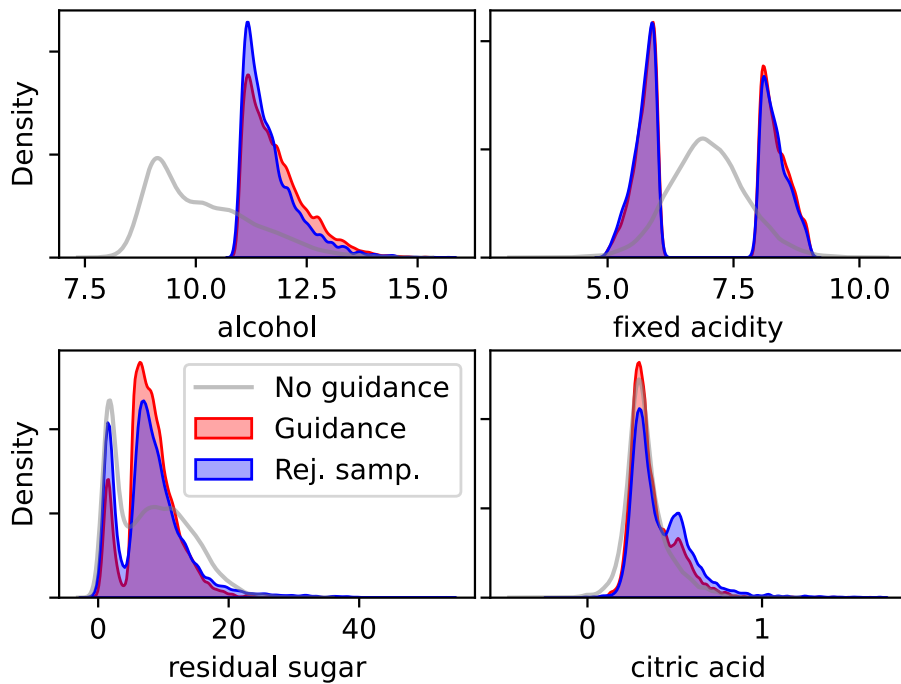 Density
7.5 10.0 12.5 15.0
alcohol
5.0 7.5 10.0
fixed acidity
Density
No guidance
Guidance
Rej. samp.
0 20 40
residual sugar
0 1
citric acid